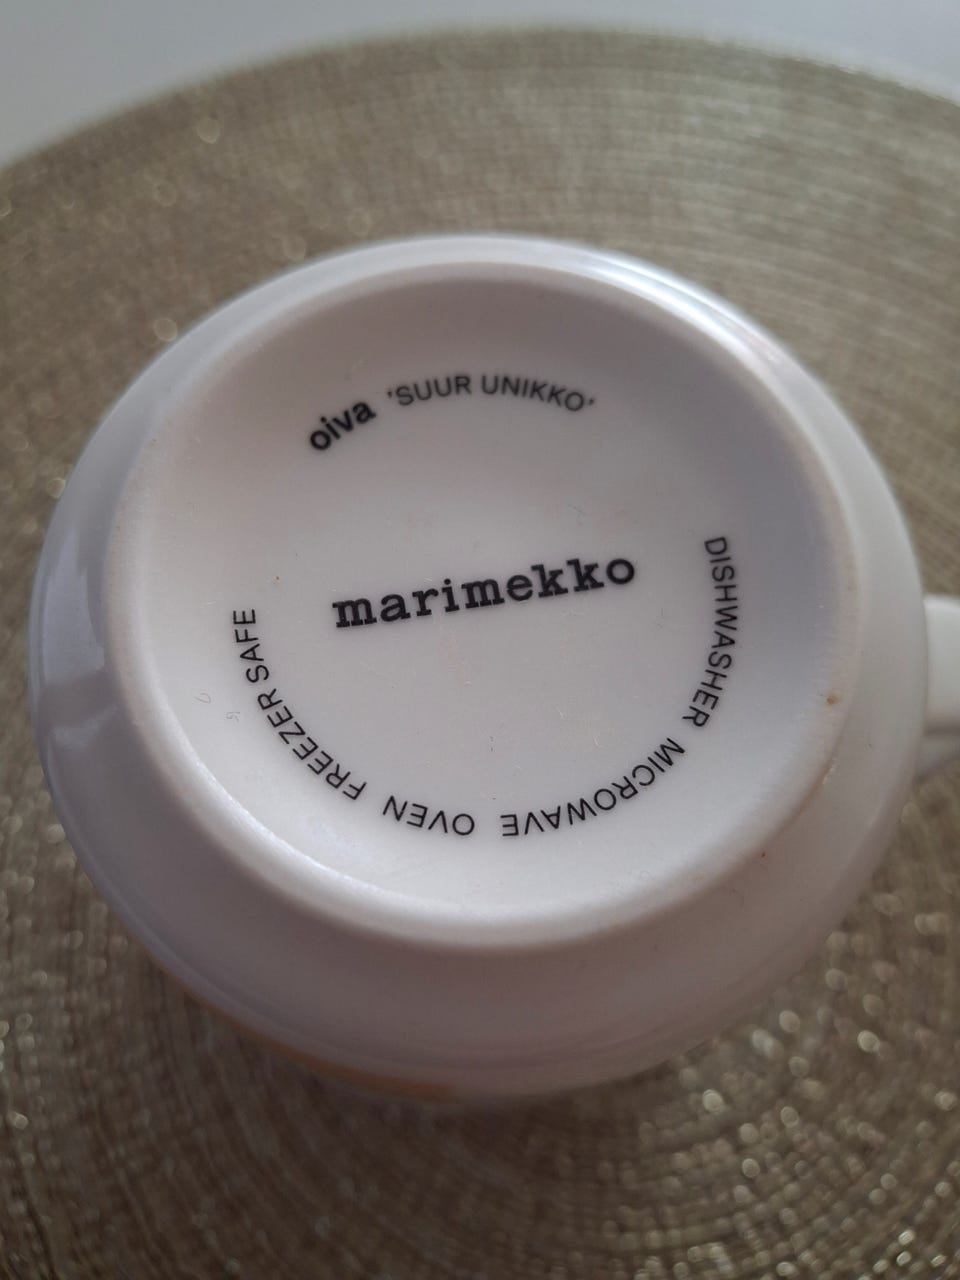 oiva 'SUUR UNIKKO'
marimekko
DISHWASHER MICROWAVE OVEN FREEZER SAFE